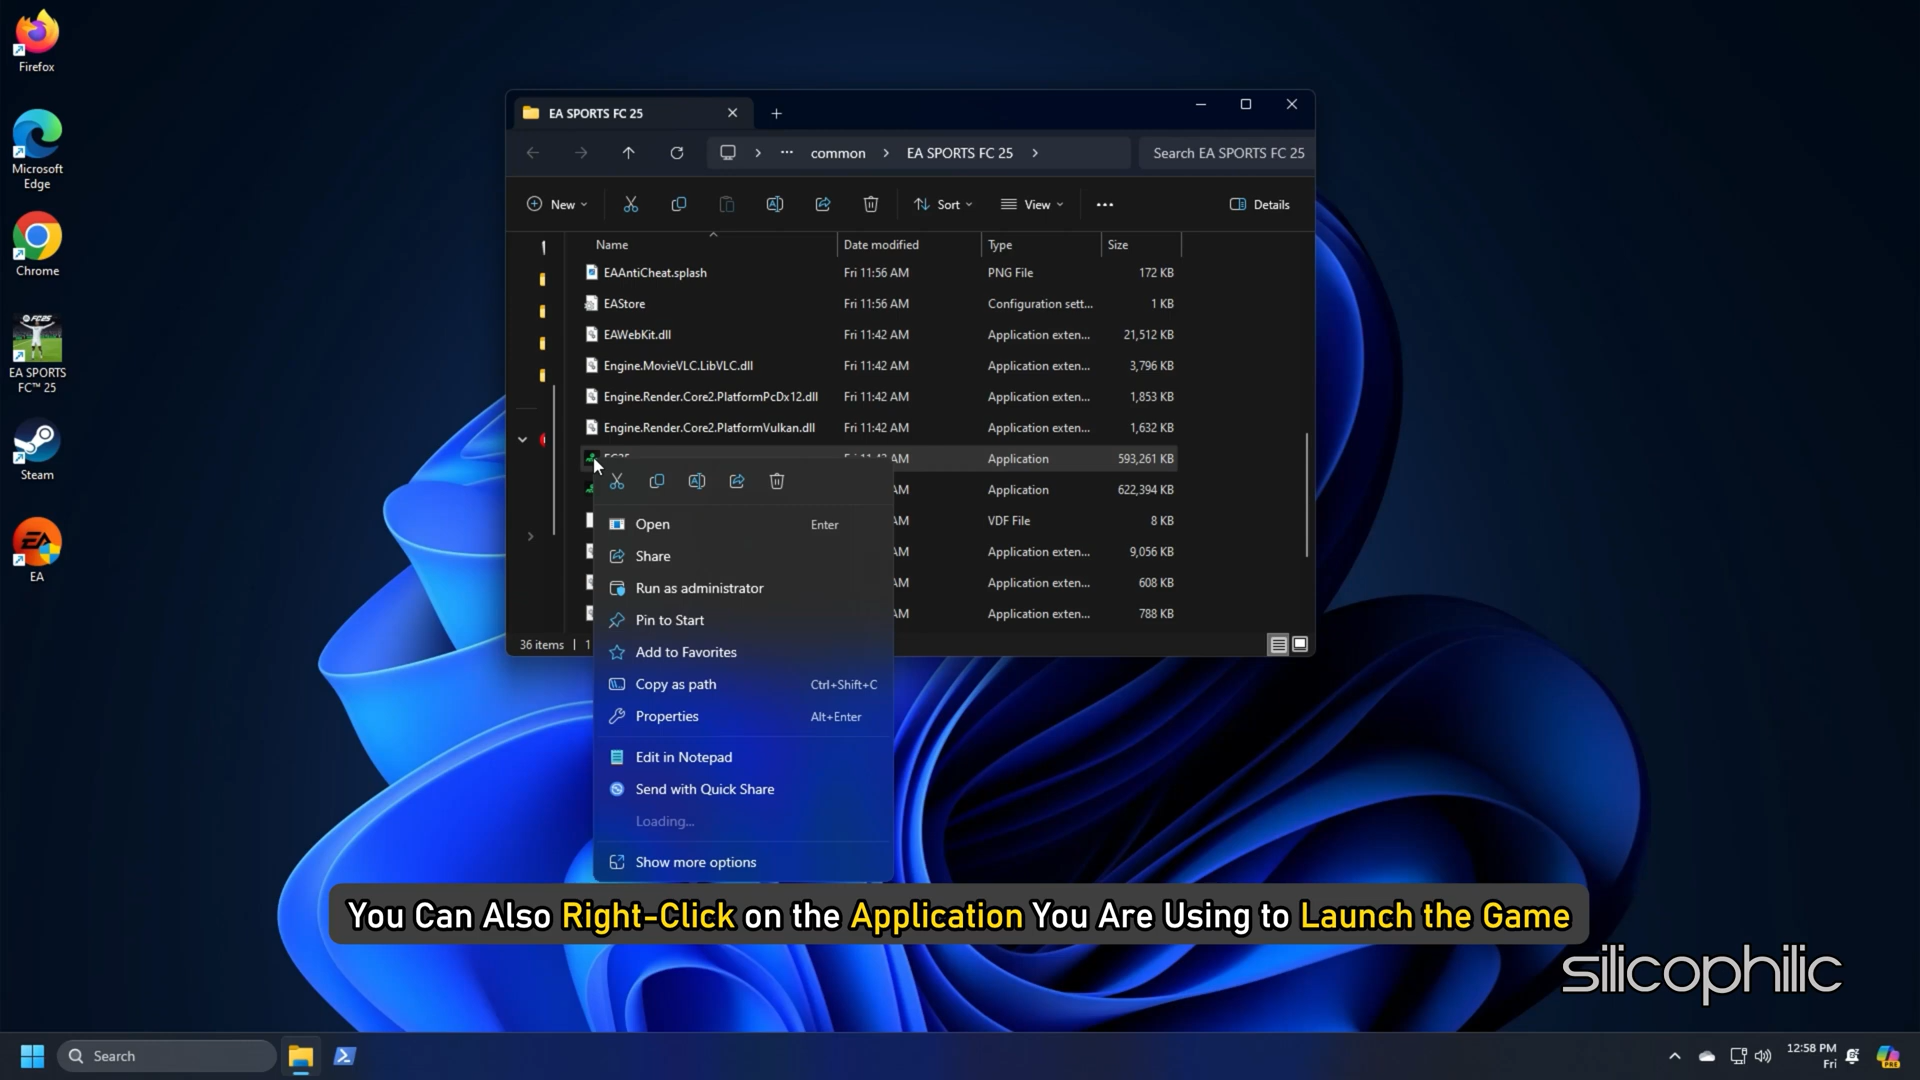 Firefox
Microsoft
Edge
Chrome
FC25
EA SPORTS
FC™ 25
Steam
EA
EA
EA SPORTS FC 25
common
EA SPORTS FC 25
Search EA SPORTS FC 25
New
Sort
View
Details
Name Date modified Type Size
EAAntiCheat.splash Fri 11:56 AM PNG File 172 KB
EAStore Fri 11:56 AM Configuration sett... 1 KB
EAWebKit.dll Fri 11:42 AM Application exten... 21,512 KB
Engine.MovieVLC.LibVLC.dll Fri 11:42 AM Application exten... 3,796 KB
Engine.Render.Core2.PlatformPcDx12.dll Fri 11:42 AM Application exten... 1,853 KB
Engine.Render.Core2.PlatformVulkan.dll Fri 11:42 AM Application exten... 1,632 KB
AM Application 593,261 KB
AM Application 622,394 KB
AM VDF File 8 KB
AM Application exten... 9,056 KB
AM Application exten... 608 KB
AM Application exten... 788 KB
36 items 1
Open Enter
Share
Run as administrator
Pin to Start
Add to Favorites
Copy as path Ctrl+Shift+C
Properties Alt+Enter
Edit in Notepad
Send with Quick Share
Loading...
Show more options
You Can Also Right-Click on the Application You Are Using to Launch the Game
silicophilic
Search
12:58 PM
Fri
PRE